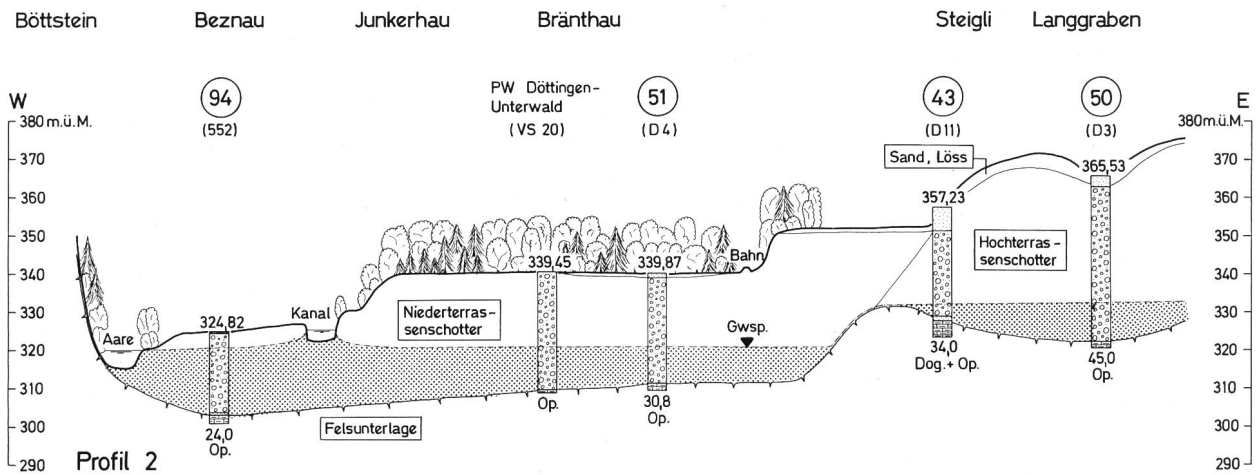 Böttstein Beznau Junkerhau Bränthau Steigli Langgraben
W 94 PW Döttingen- 51 43 50 E
Unterwald
380 m.ü.M. (552) (VS 20) (D4) (D11) (D3) 380 m.ü.M.
370 Sand, Löss 365,53 370
360 357,23 360
350 350
340 339,45 339,87 Bahn Hochterras-
senschotter 340
330 Aare 324,82 Kanal Niederterras-
senschotter Gwsp. 330
320 34,0 45,0 320
Dog.+ Op. Op.
310 Op. 30,8 310
Op.
300 24,0 Felsunterlage 300
Op.
290 Profil 2 290